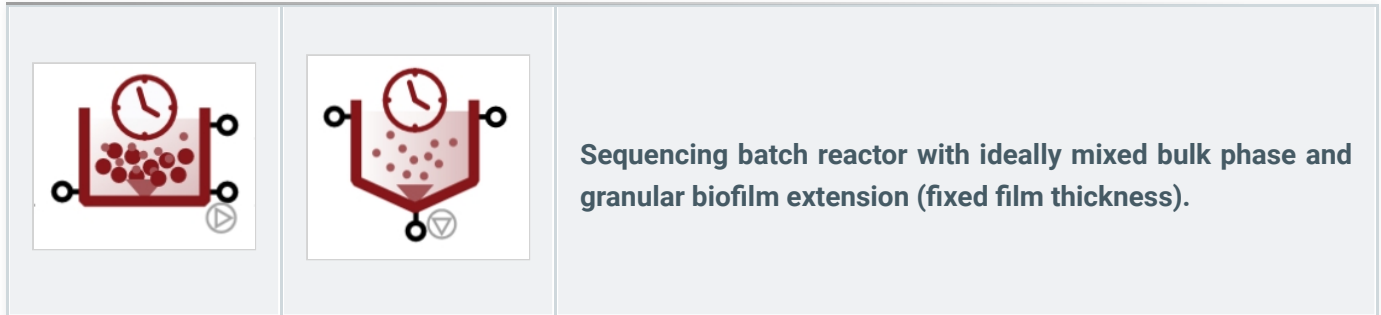 Sequencing batch reactor with ideally mixed bulk phase and
granular biofilm extension (fixed film thickness).